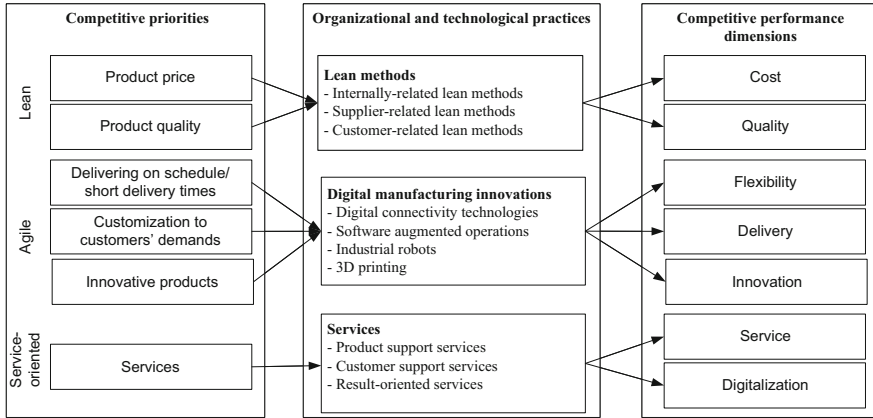 Competitive priorities
Organizational and technological practices
Competitive performance
dimensions
Lean
Product price
Product quality
Lean methods
- Internally-related lean methods
- Supplier-related lean methods
- Customer-related lean methods
Cost
Quality
Agile
Delivering on schedule/
short delivery times
Customization to
customers’ demands
Innovative products
Digital manufacturing innovations
- Digital connectivity technologies
- Software augmented operations
- Industrial robots
- 3D printing
Flexibility
Delivery
Innovation
Service-
oriented
Services
Services
- Product support services
- Customer support services
- Result-oriented services
Service
Digitalization